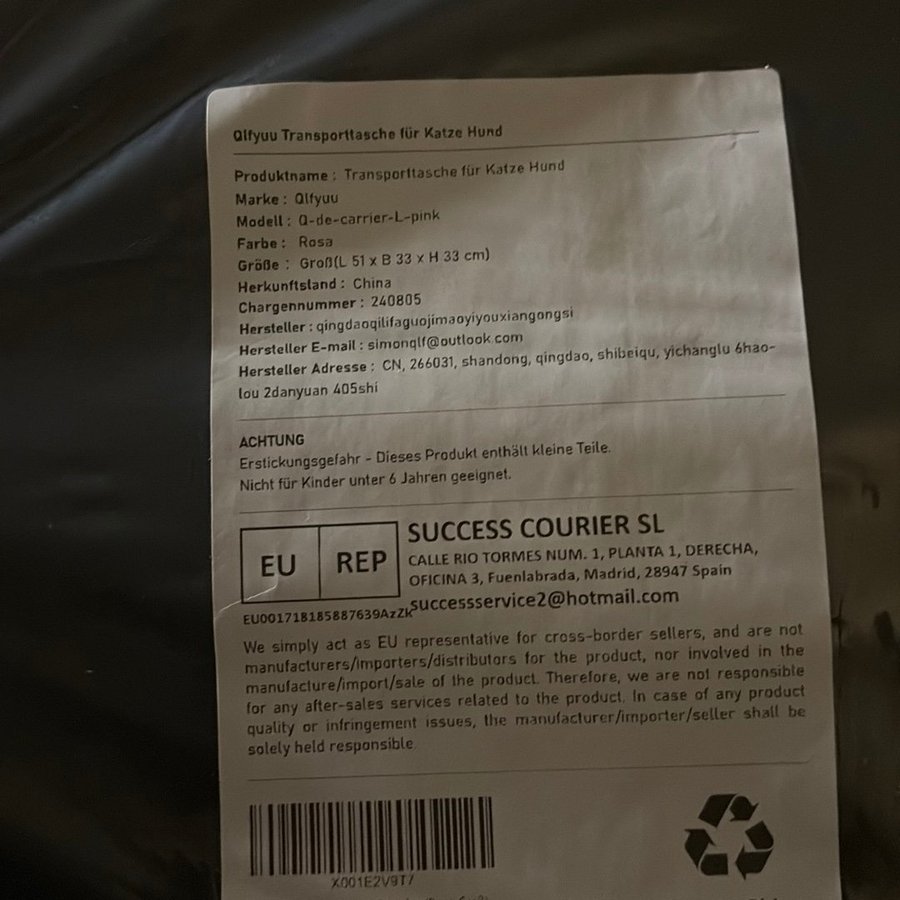 Qlfyuu Transporttasche für Katze Hund
Produktname : Transporttasche für Katze Hund
Marke : Qlfyuu
Modell : Q-de-carrier-L-pink
Farbe : Rosa
Größe : Groß(L 51 x B 33 x H 33 cm)
Herkunftsland : China
Chargennummer : 240805
Hersteller : qingdaoqilifaguojimaoyiyouxiangongsi
Hersteller E-mail : simonqlf@outlook.com
Hersteller Adresse : CN, 266031, shandong, qingdao, shibeiqu, yichanglu 6hao-
lou 2danyuan 405shi
ACHTUNG
Erstickungsgefahr - Dieses Produkt enthält kleine Teile.
Nicht für Kinder unter 6 Jahren geeignet.
EU REP
SUCCESS COURIER SL
CALLE RIO TORMES NUM. 1, PLANTA 1, DERECHA,
OFICINA 3, Fuenlabrada, Madrid, 28947 Spain
successservice2@hotmail.com
EU001718185887639AzZk
We simply act as EU representative for cross-border sellers, and are not
manufacturers/importers/distributors for the product, nor involved in the
manufacture/import/sale of the product. Therefore, we are not responsible
for any after-sales services related to the product. In case of any product
quality or infringement issues, the manufacturer/importer/seller shall be
solely held responsible.
X001E2V9T7